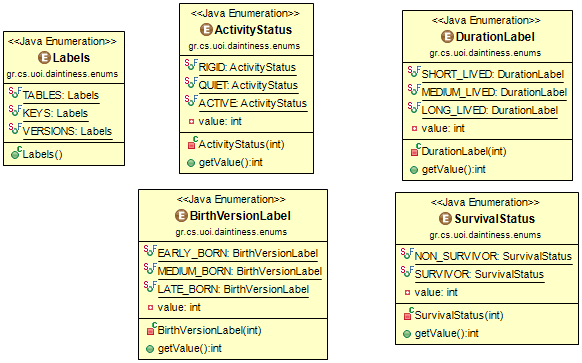 <<Java Enumeration>>
Labels
gr.cs.uoi.daintiness.enums
TABLES: Labels
KEYS: Labels
VERSIONS: Labels
Labels()
<<Java Enumeration>>
ActivityStatus
gr.cs.uoi.daintiness.enums
RIGID: ActivityStatus
QUIET: ActivityStatus
ACTIVE: ActivityStatus
value: int
ActivityStatus(int)
getValue():int
<<Java Enumeration>>
DurationLabel
gr.cs.uoi.daintiness.enums
SHORT_LIVED: DurationLabel
MEDIUM_LIVED: DurationLabel
LONG_LIVED: DurationLabel
value: int
DurationLabel(int)
getValue():int
<<Java Enumeration>>
BirthVersionLabel
gr.cs.uoi.daintiness.enums
EARLY_BORN: BirthVersionLabel
MEDIUM_BORN: BirthVersionLabel
LATE_BORN: BirthVersionLabel
value: int
BirthVersionLabel(int)
getValue():int
<<Java Enumeration>>
SurvivalStatus
gr.cs.uoi.daintiness.enums
NON_SURVIVOR: SurvivalStatus
SURVIVOR: SurvivalStatus
value: int
SurvivalStatus(int)
getValue():int